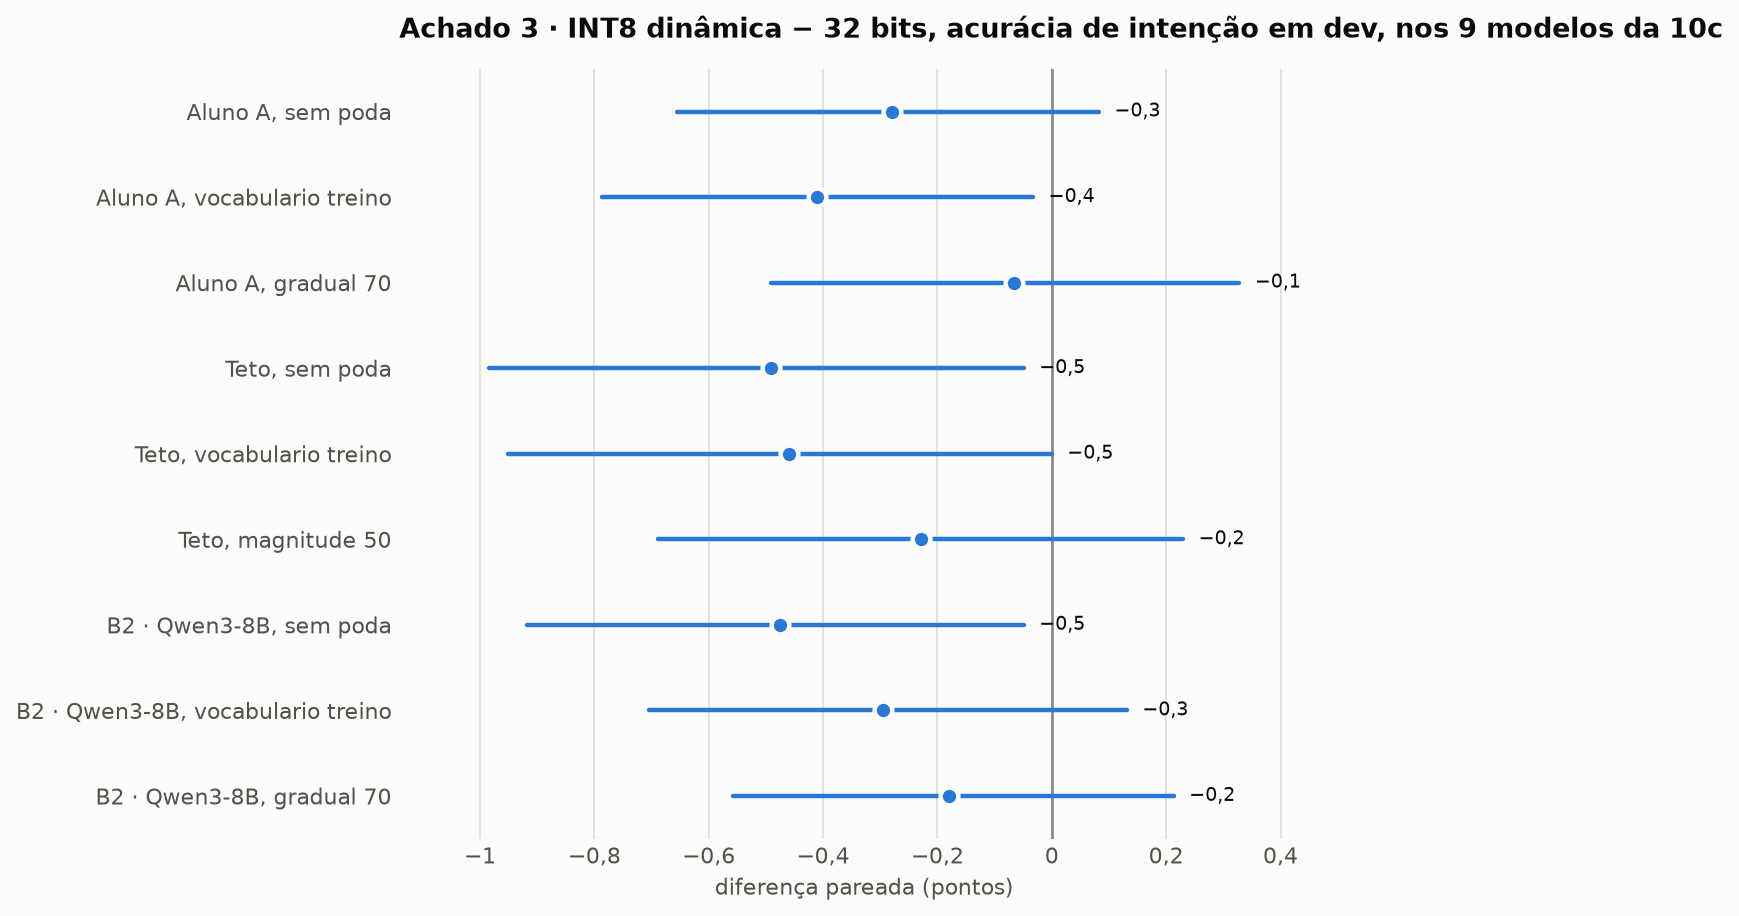 Achado 3 · INT8 dinâmica − 32 bits, acurácia de intenção em dev, nos 9 modelos da 10c
Aluno A, sem poda −0,3
Aluno A, vocabulario treino −0,4
Aluno A, gradual 70 −0,1
Teto, sem poda −0,5
Teto, vocabulario treino −0,5
Teto, magnitude 50 −0,2
B2 · Qwen3-8B, sem poda −0,5
B2 · Qwen3-8B, vocabulario treino −0,3
B2 · Qwen3-8B, gradual 70 −0,2
−1 −0,8 −0,6 −0,4 −0,2 0 0,2 0,4
diferença pareada (pontos)